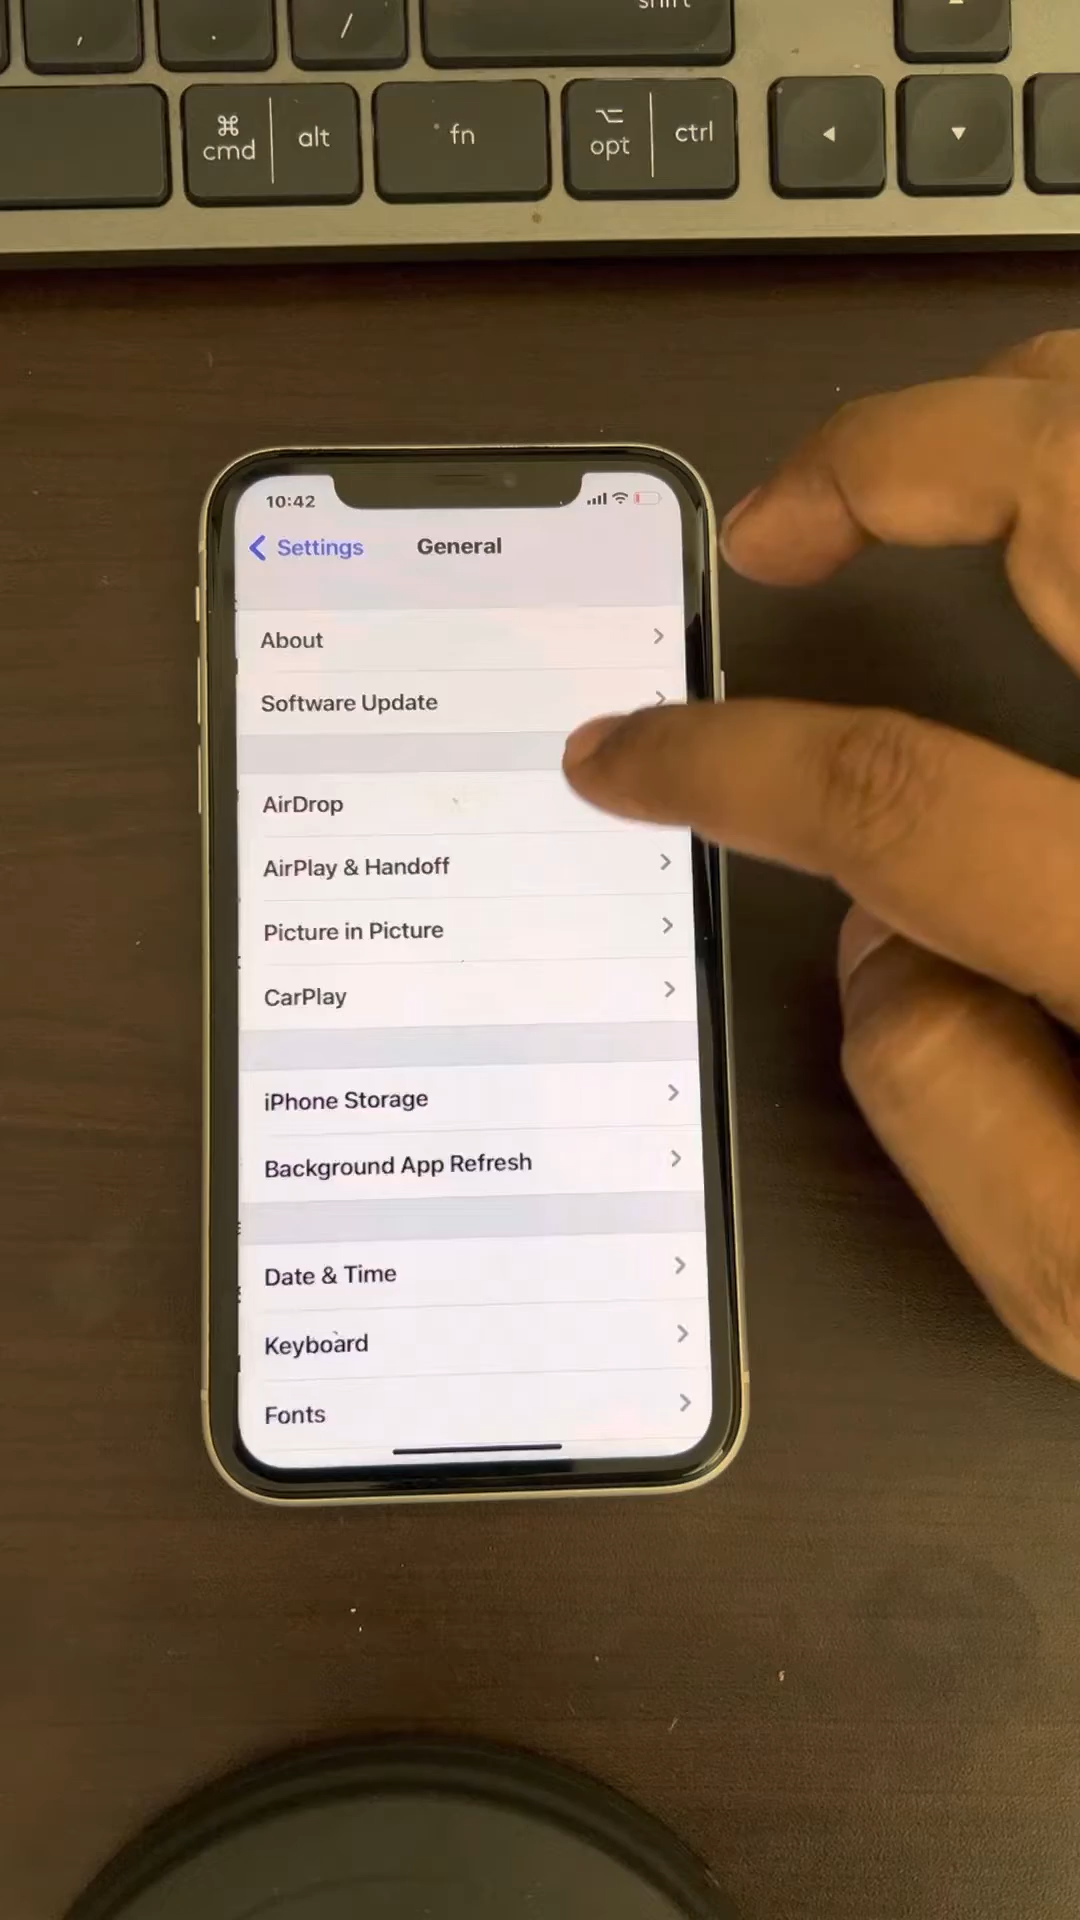 shift
, . /
⌘ cmd alt fn ⌥ opt ctrl ◀ ▼
10:42
Settings General
About
Software Update
AirDrop
AirPlay & Handoff
Picture in Picture
CarPlay
iPhone Storage
Background App Refresh
Date & Time
Keyboard
Fonts